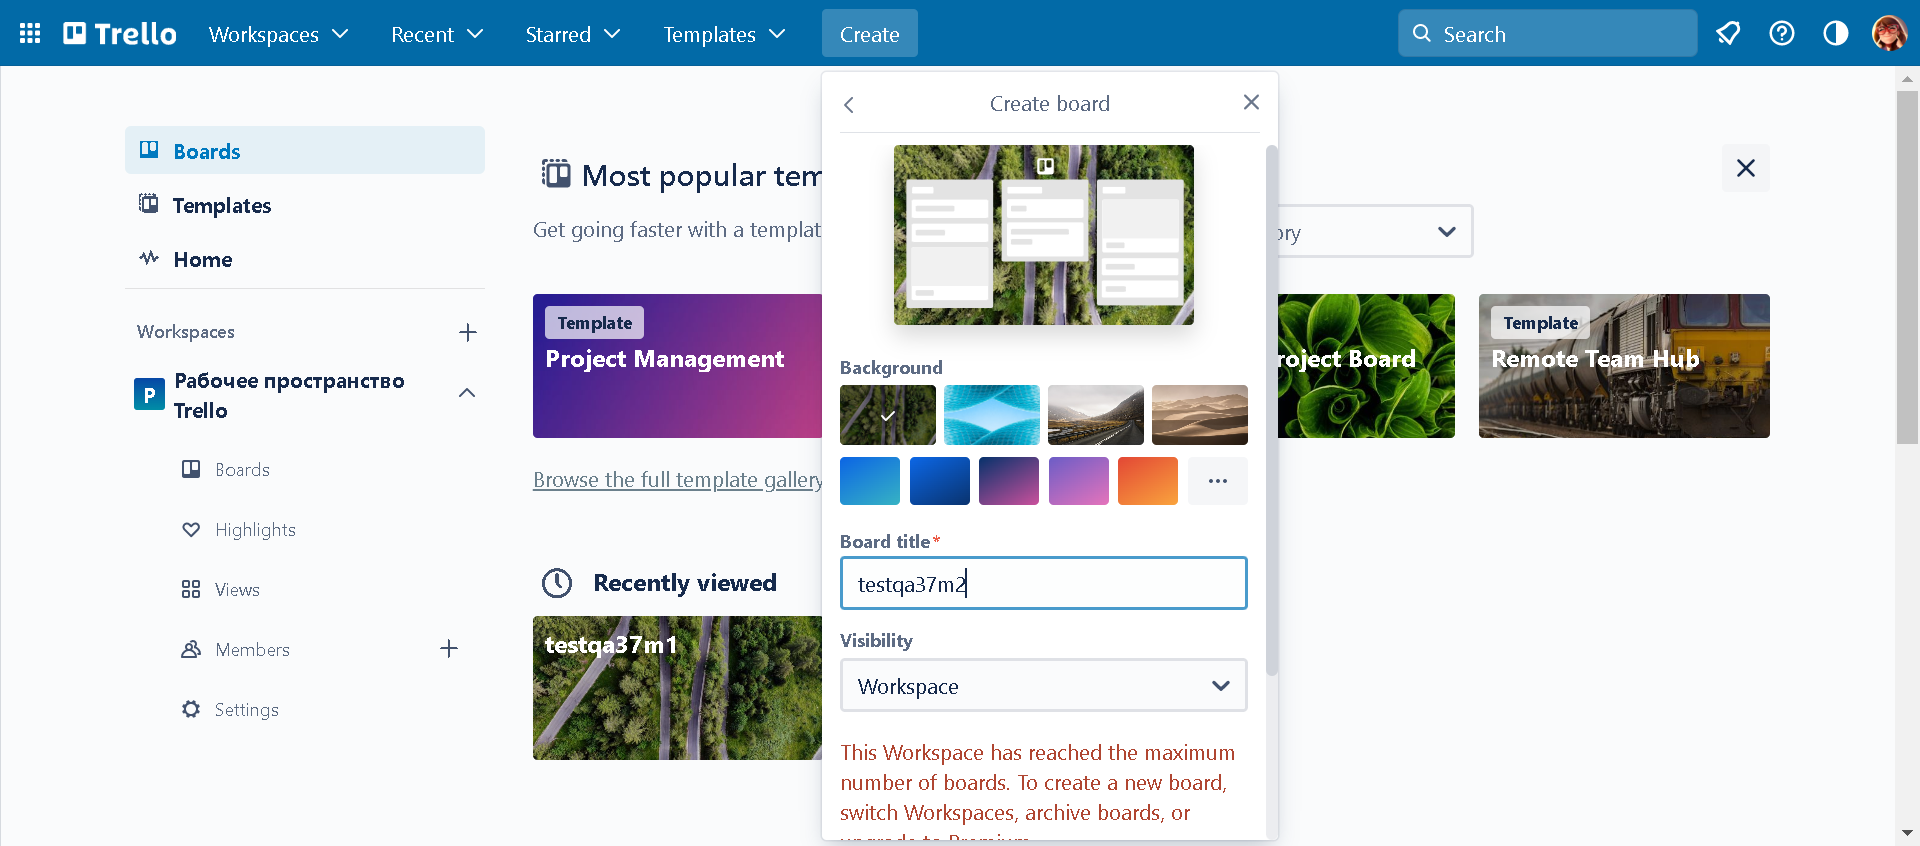 Trello
Workspaces
Recent
Starred
Templates
Create
Search
Boards
Templates
Home
Workspaces
P
Рабочее пространство
Trello
Boards
Highlights
Views
Members
Settings
Most popular tem
Get going faster with a templat
ory
Template
Project Management
roject Board
Template
Remote Team Hub
Browse the full template gallery
Recently viewed
testqa37m1
Create board
Background
Board title*
testqa37m2
Visibility
Workspace
This Workspace has reached the maximum
number of boards. To create a new board,
switch Workspaces, archive boards, or
upgrade to Premium